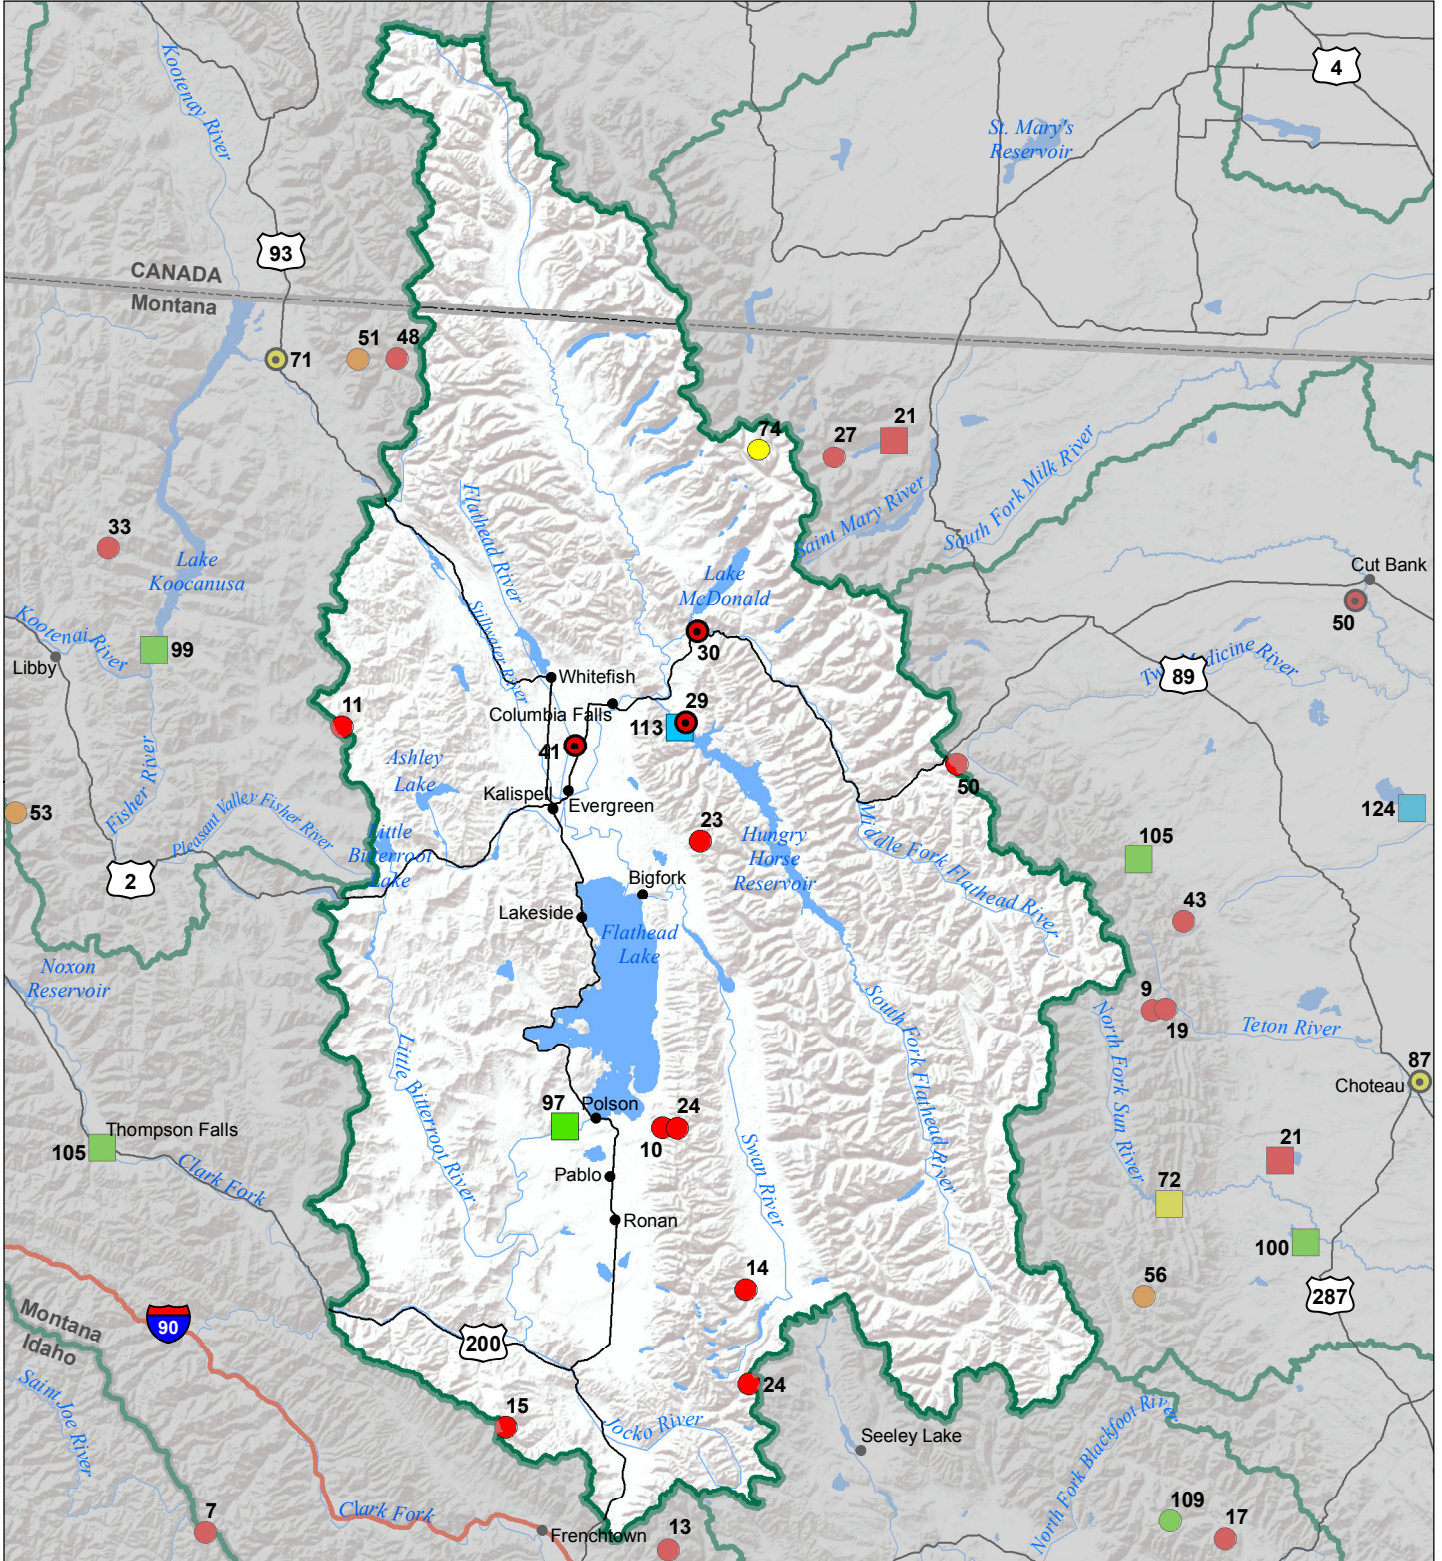 4
Kootenay River
St. Mary's
Reservoir
93
CANADA
Montana
71
51
48
74
27
21
Saint Mary River
South Fork Milk River
33
Lake
Koocanusa
Flathead River
Stillwater River
Lake
McDonald
Cut Bank
50
Kootenai River
Libby
99
30
89
Two Medicine River
Whitefish
Columbia Falls
11
29
113
41
Ashley
Lake
Kalispell
Evergreen
50
124
Fisher River
53
Pleasant Valley Fisher River
Little
Bitterroot
Lake
2
23
Hungry
Horse
Reservoir
Middle Fork Flathead River
105
Bigfork
Lakeside
Flathead
Lake
43
Noxon
Reservoir
9
19
North Fork Sun River
Teton River
South Fork Flathead River
Little Bitterroot River
87
Choteau
97
Polson
24
10
Thompson Falls
105
Clark Fork
Pablo
Swan River
21
72
Ronan
100
14
56
287
Montana
Idaho
90
200
24
Saint Joe River
15
Jocko River
Seeley Lake
North Fork Blackfoot River
7
Clark Fork
Frenchtown
13
109
17